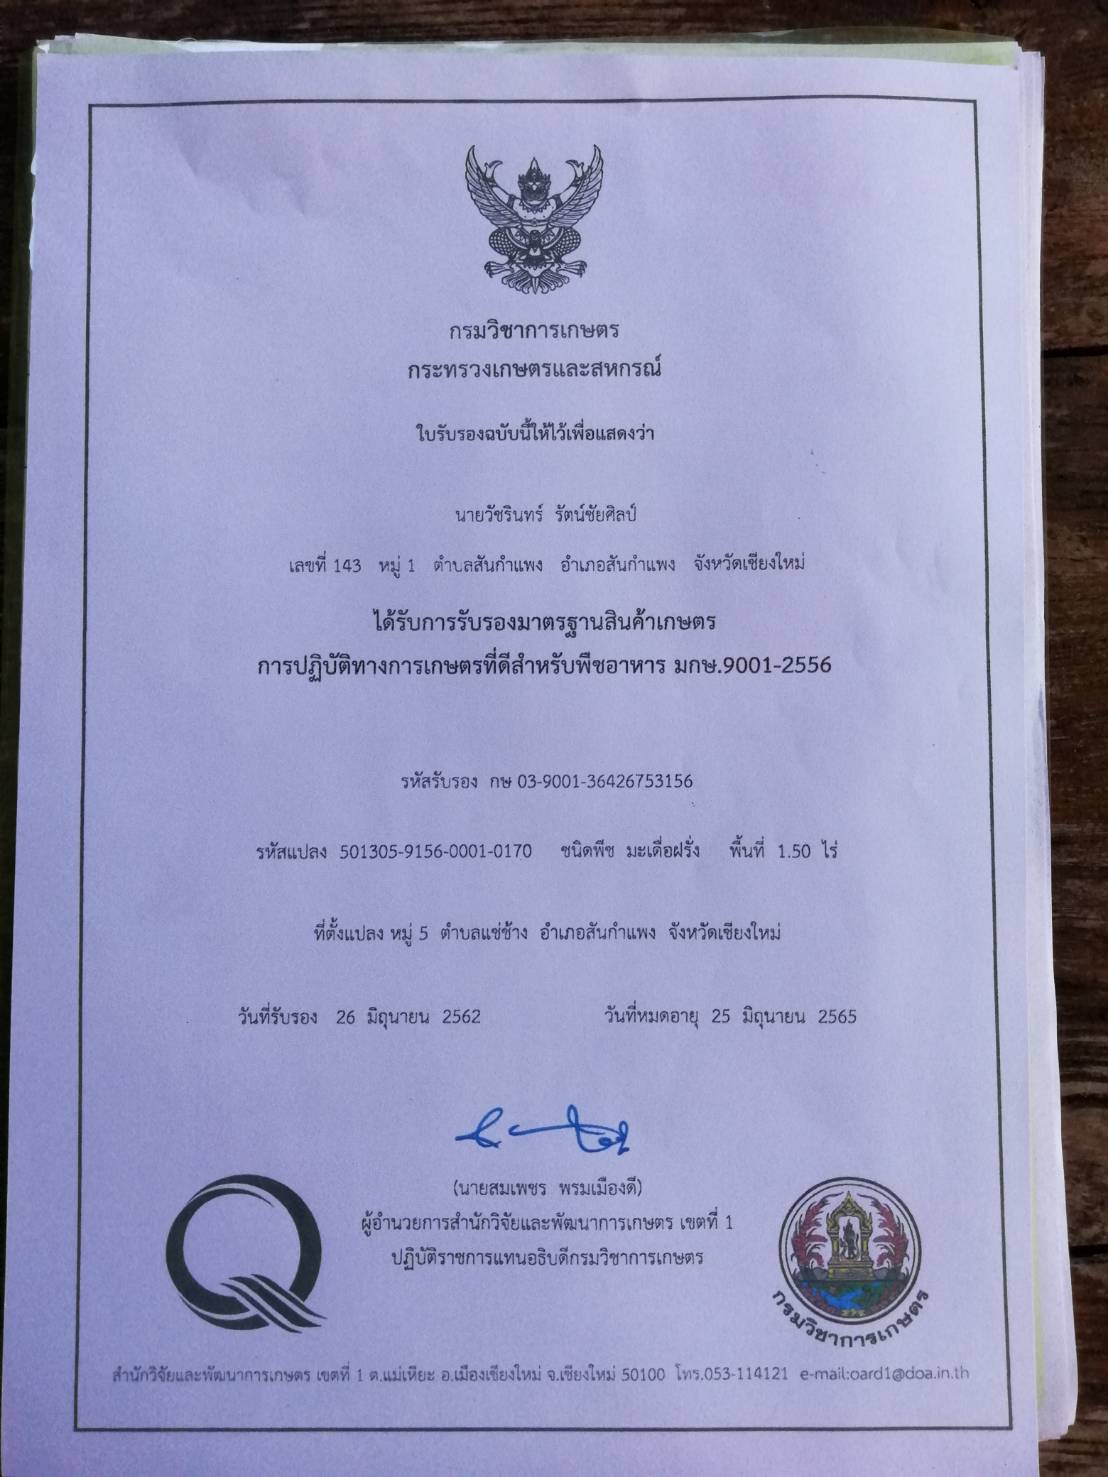 กรมวิชาการเกษตร
กระทรวงเกษตรและสหกรณ์
ใบรับรองฉบับนี้ให้ไว้เพื่อแสดงว่า
นายวัชรินทร์ รัตน์ชัยศิลป์
เลขที่ 143 หมู่ 1 ตำบลสันกำแพง อำเภอสันกำแพง จังหวัดเชียงใหม่
ได้รับการรับรองมาตรฐานสินค้าเกษตร
การปฏิบัติทางการเกษตรที่ดีสำหรับพืชอาหาร มกษ.9001-2556
รหัสรับรอง กษ 03-9001-36426753156
รหัสแปลง 501305-9156-0001-0170 ชนิดพืช มะเดื่อฝรั่ง พื้นที่ 1.50 ไร่
ที่ตั้งแปลง หมู่ 5 ตำบลแช่ช้าง อำเภอสันกำแพง จังหวัดเชียงใหม่
วันที่รับรอง 26 มิถุนายน 2562 วันที่หมดอายุ 25 มิถุนายน 2565
(นายสมเพชร พรมเมืองดี)
ผู้อำนวยการสำนักวิจัยและพัฒนาการเกษตร เขตที่ 1
ปฏิบัติราชการแทนอธิบดีกรมวิชาการเกษตร
กรมวิชาการเกษตร
สำนักวิจัยและพัฒนาการเกษตร เขตที่ 1 ต.แม่เหียะ อ.เมืองเชียงใหม่ จ.เชียงใหม่ 50100 โทร.053-114121 e-mail:oard1@doa.in.th